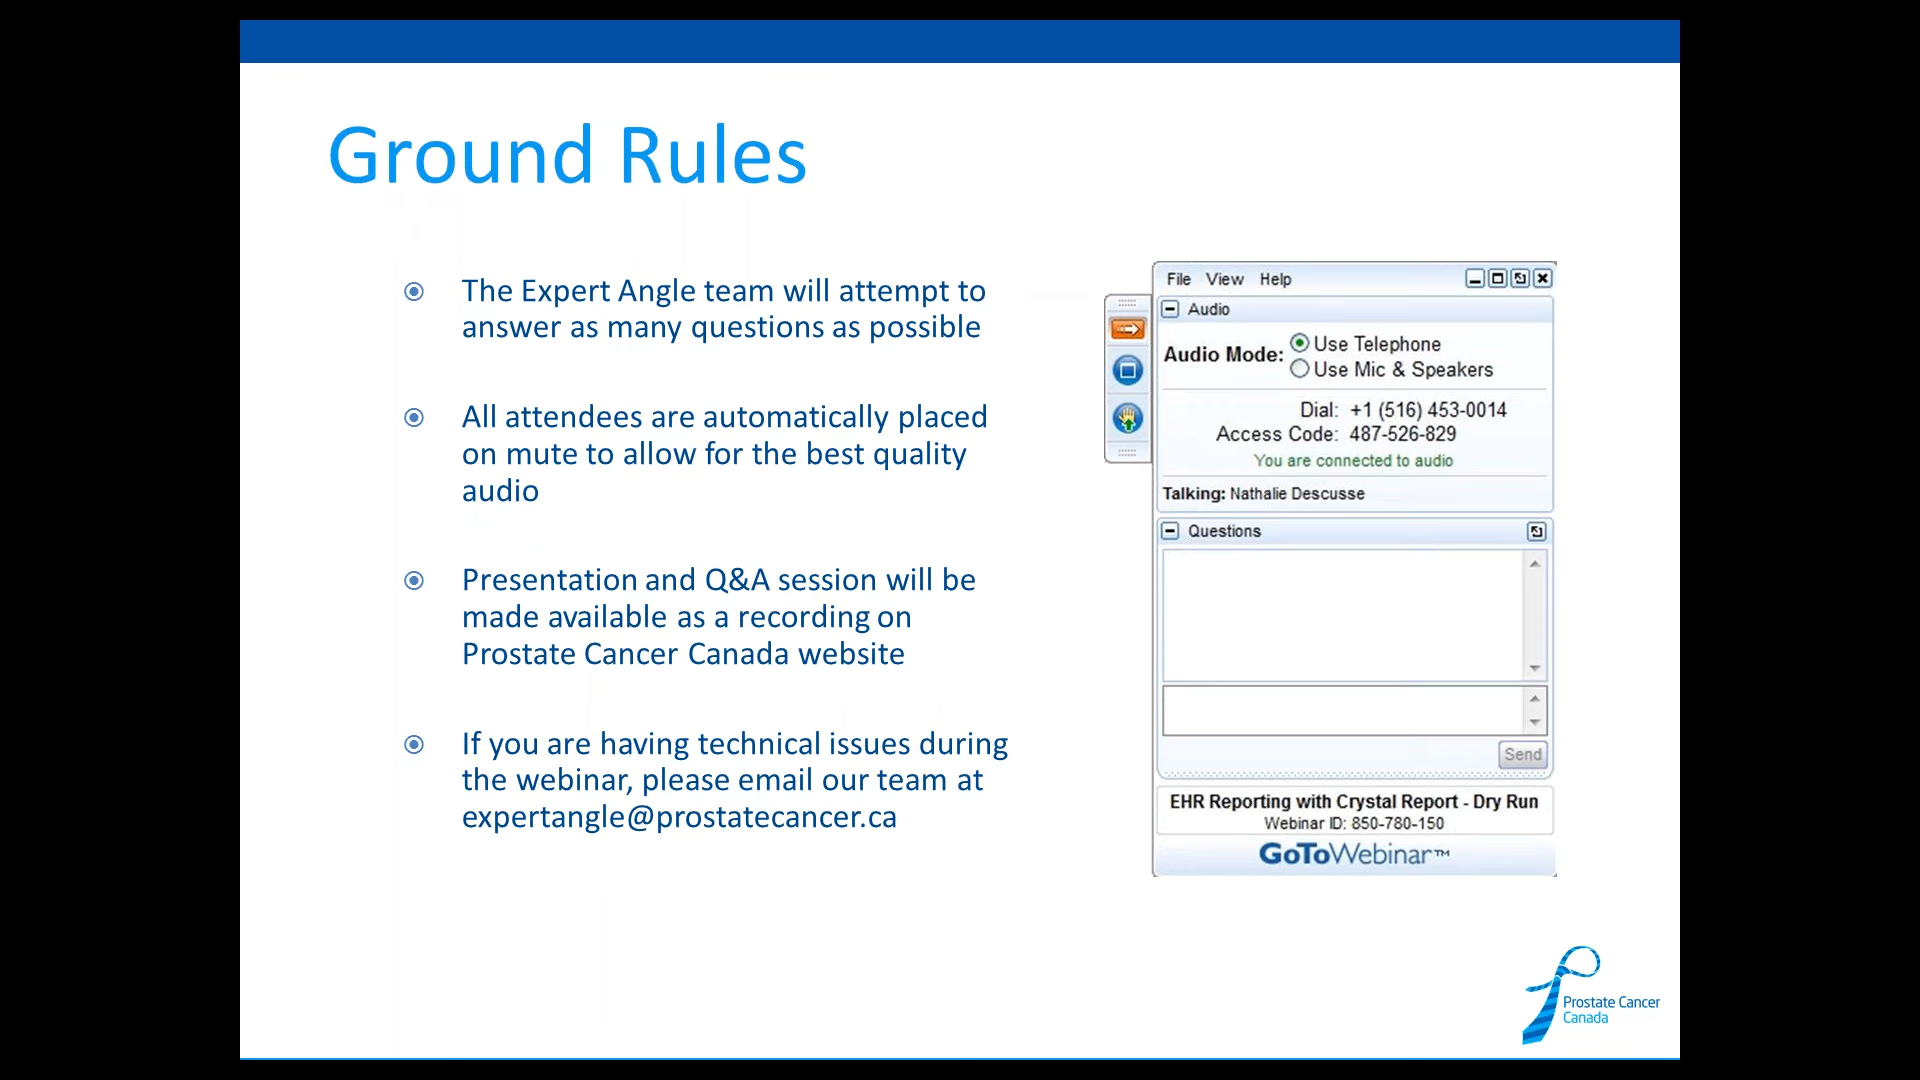 Ground Rules
The Expert Angle team will attempt to
answer as many questions as possible
All attendees are automatically placed
on mute to allow for the best quality
audio
Presentation and Q&A session will be
made available as a recording on
Prostate Cancer Canada website
If you are having technical issues during
the webinar, please email our team at
expertangle@prostatecancer.ca
File View Help
Audio
Audio Mode: Use Telephone
Use Mic & Speakers
Dial: +1 (516) 453-0014
Access Code: 487-526-829
You are connected to audio
Talking: Nathalie Descusse
Questions
Send
EHR Reporting with Crystal Report - Dry Run
Webinar ID: 850-780-150
GoToWebinar™
Prostate Cancer
Canada